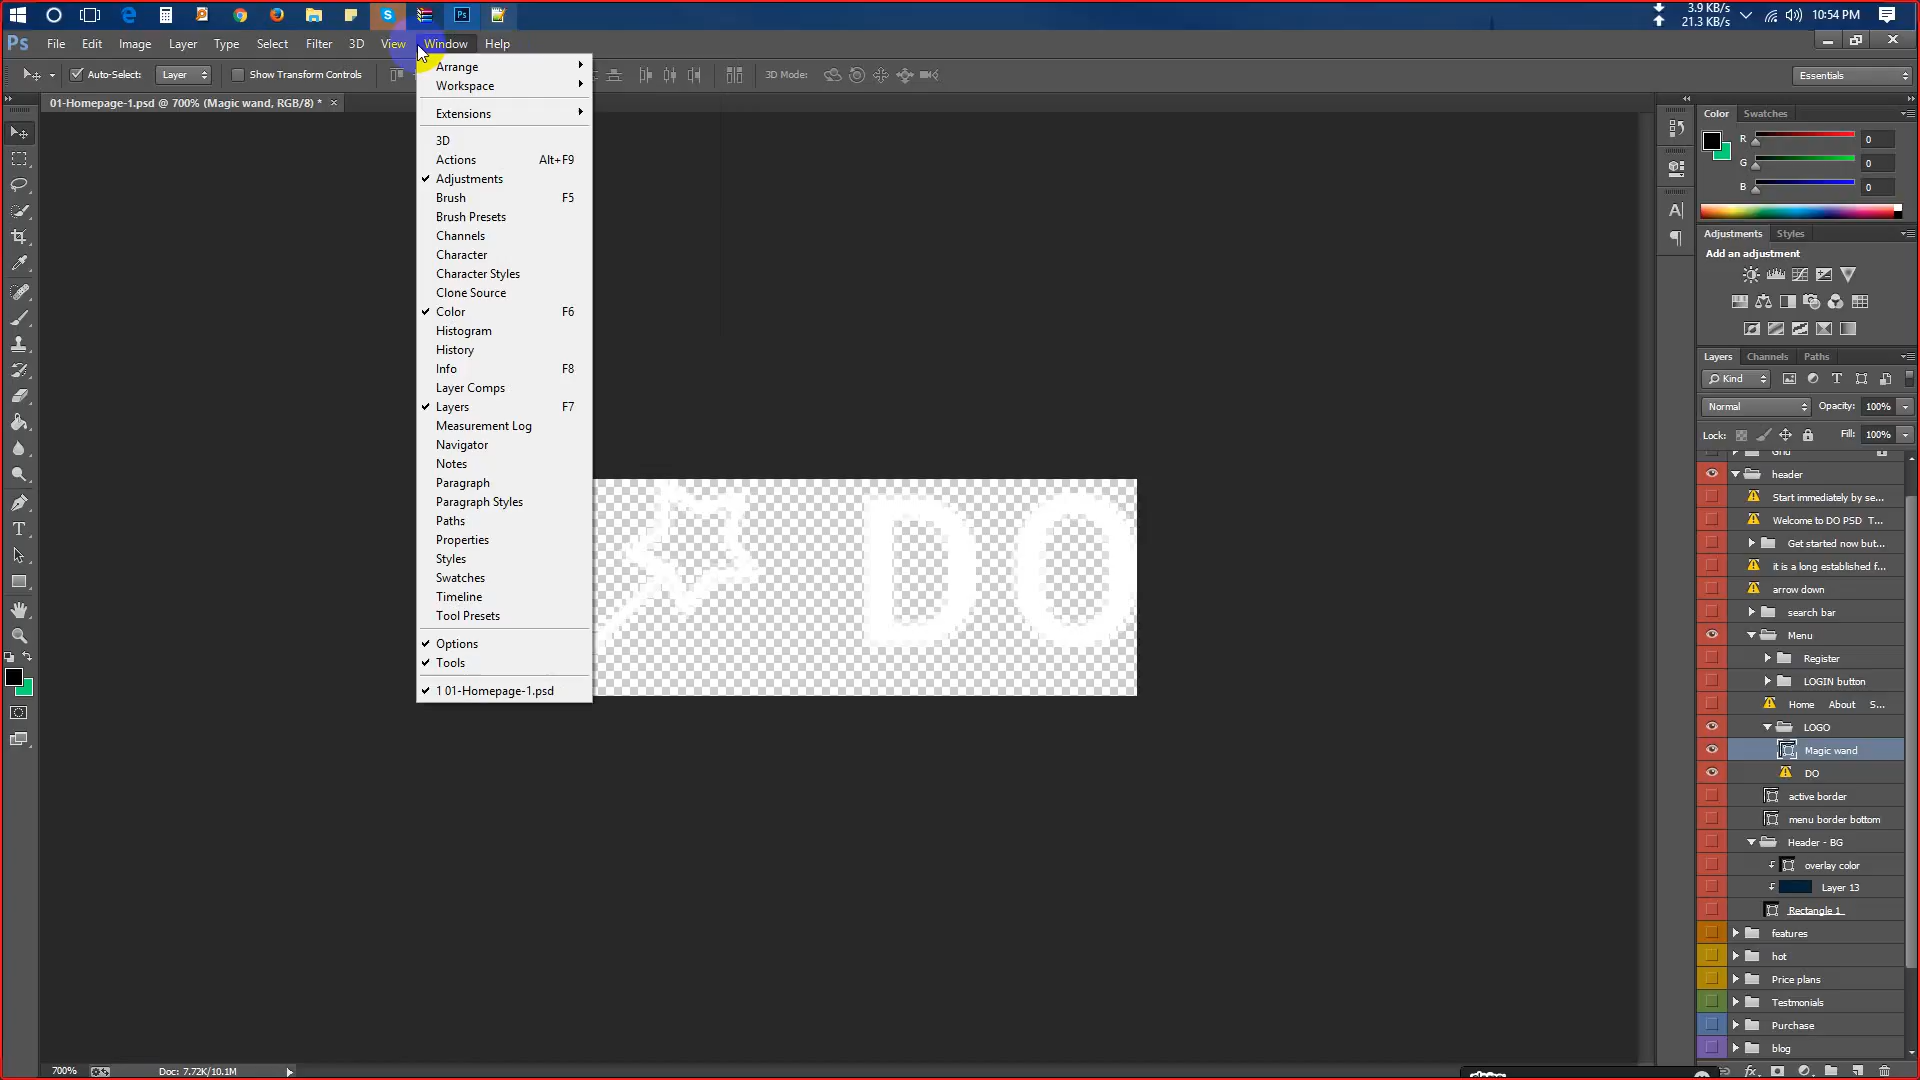 3.9 KB/s
21.3 KB/s
10:54 PM
Ps
File Edit Image Layer Type Select Filter 3D View Window Help
Auto-Select: Layer Show Transform Controls 3D Mode: Essentials
01-Homepage-1.psd @ 700% (Magic wand, RGB/8) * ×
Arrange
Workspace
Extensions
3D
Actions Alt+F9
Adjustments
Brush F5
Brush Presets
Channels
Character
Character Styles
Clone Source
Color F6
Histogram
History
Info F8
Layer Comps
Layers F7
Measurement Log
Navigator
Notes
Paragraph
Paragraph Styles
Paths
Properties
Styles
Swatches
Timeline
Tool Presets
Options
Tools
1 01-Homepage-1.psd
DO
Color Swatches
R 0
G 0
B 0
Adjustments Styles
Add an adjustment
Layers Channels Paths
Kind
Normal Opacity: 100%
Lock: Fill: 100%
Grid
header
Start immediately by se...
Welcome to DO PSD T...
Get started now but...
it is a long established f...
arrow down
search bar
Menu
Register
LOGIN button
Home About S...
LOGO
Magic wand
DO
active border
menu border bottom
Header - BG
overlay color
Layer 13
Rectangle 1
features
hot
Price plans
Testimonials
Purchase
blog
700% Doc: 7.72K/10.1M